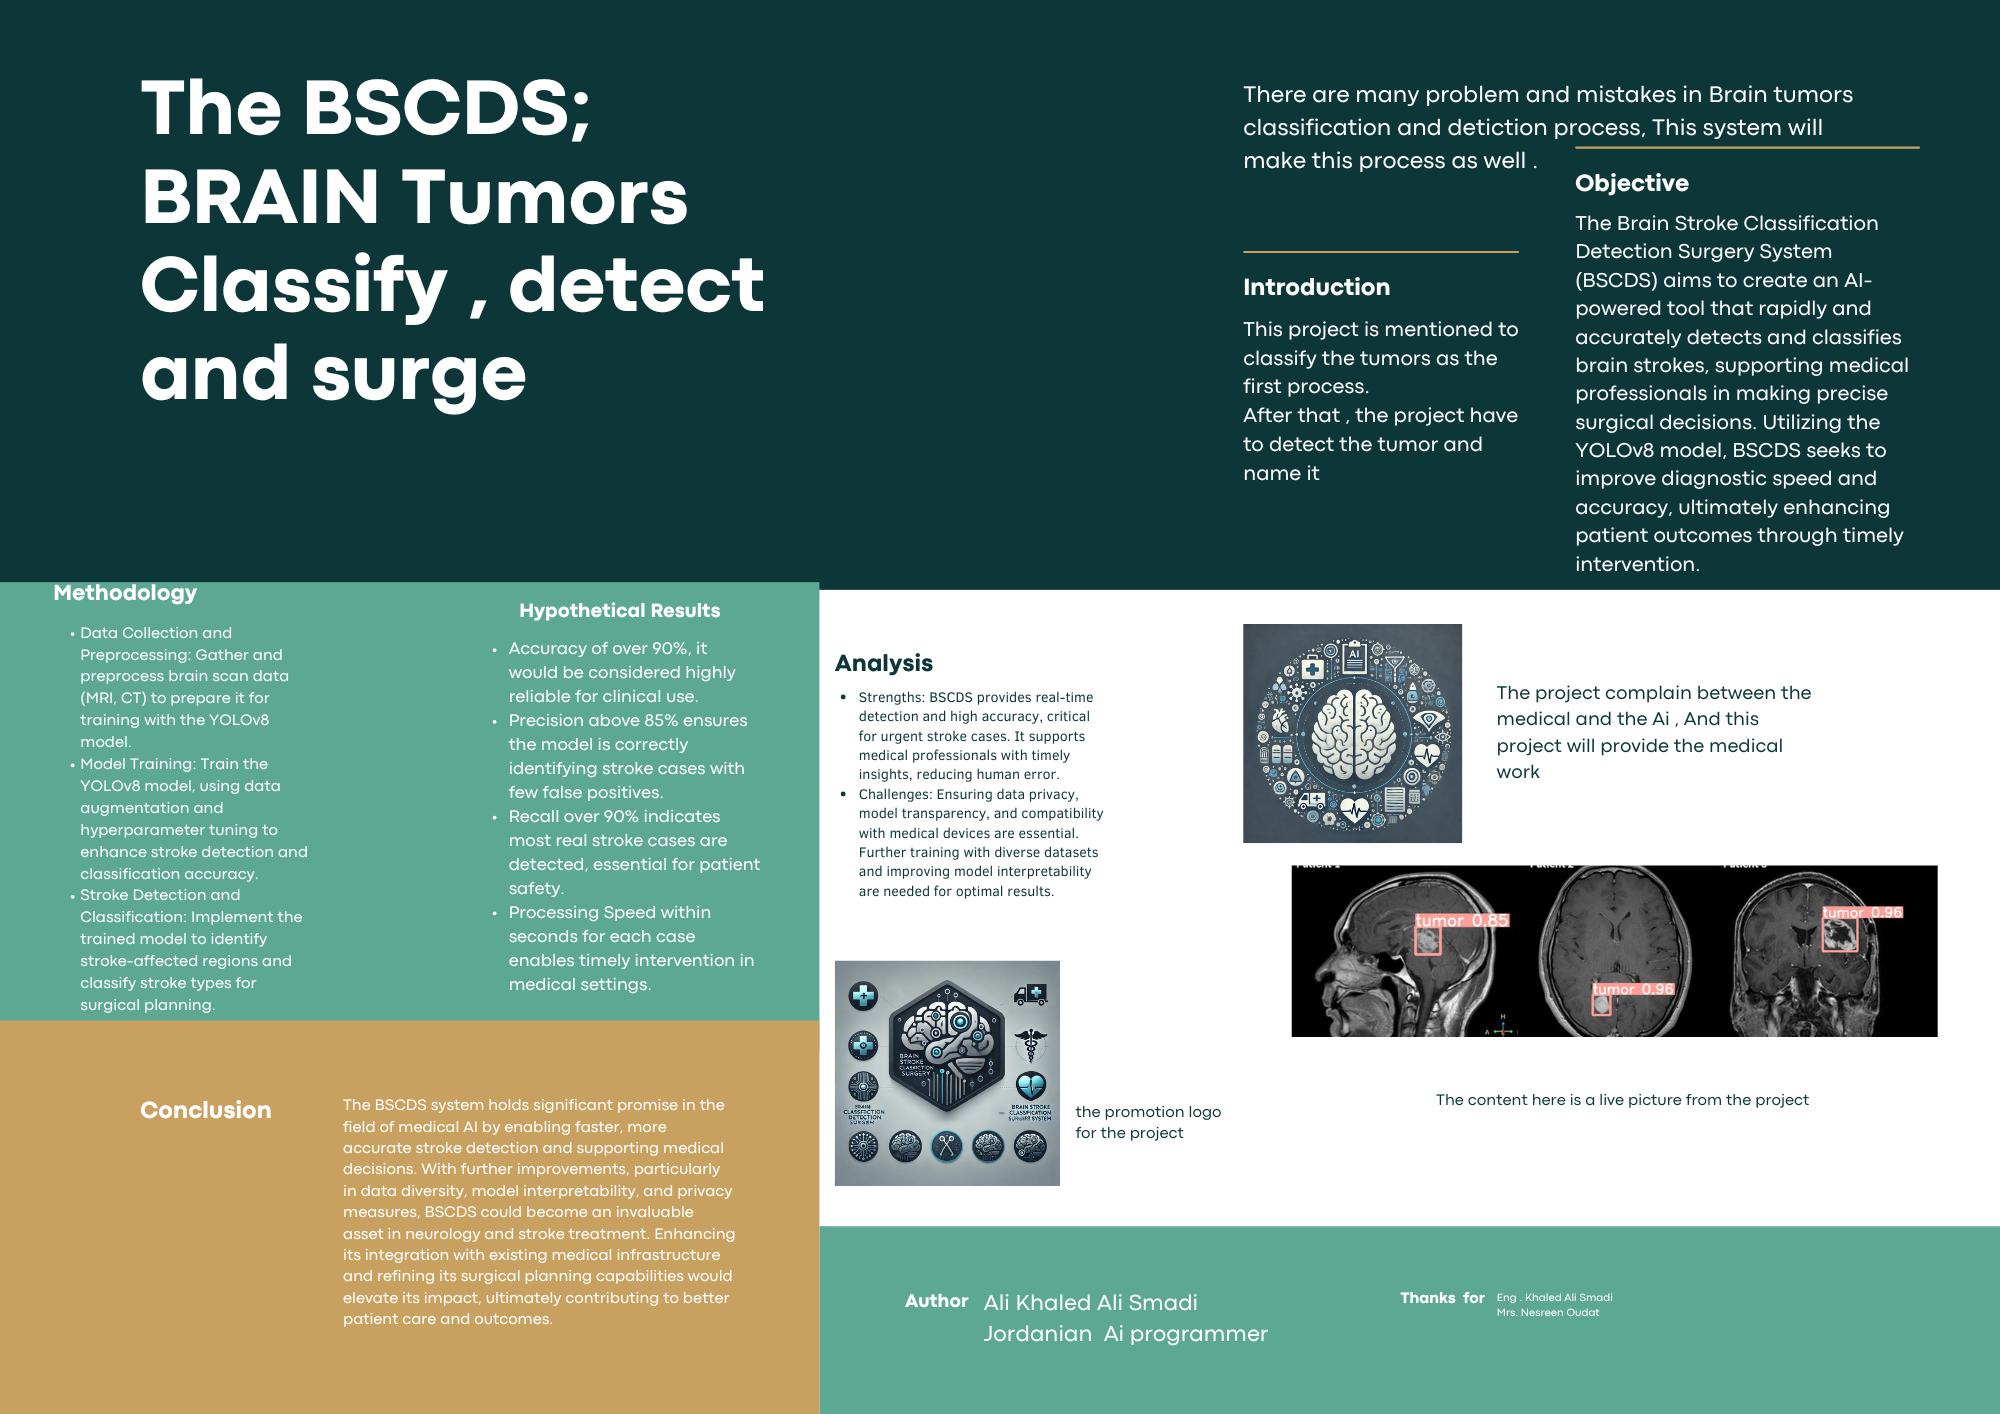 The BSCDS;
BRAIN Tumors
Classify , detect
and surge
There are many problem and mistakes in Brain tumors
classification and detiction process, This system will
make this process as well .
Introduction
This project is mentioned to
classify the tumors as the
first process.
After that , the project have
to detect the tumor and
name it
Objective
The Brain Stroke Classification
Detection Surgery System
(BSCDS) aims to create an AI-
powered tool that rapidly and
accurately detects and classifies
brain strokes, supporting medical
professionals in making precise
surgical decisions. Utilizing the
YOLOv8 model, BSCDS seeks to
improve diagnostic speed and
accuracy, ultimately enhancing
patient outcomes through timely
intervention.
Methodology
• Data Collection and
Preprocessing: Gather and
preprocess brain scan data
(MRI, CT) to prepare it for
training with the YOLOv8
model.
• Model Training: Train the
YOLOv8 model, using data
augmentation and
hyperparameter tuning to
enhance stroke detection and
classification accuracy.
• Stroke Detection and
Classification: Implement the
trained model to identify
stroke-affected regions and
classify stroke types for
surgical planning.
Hypothetical Results
• Accuracy of over 90%, it
would be considered highly
reliable for clinical use.
• Precision above 85% ensures
the model is correctly
identifying stroke cases with
few false positives.
• Recall over 90% indicates
most real stroke cases are
detected, essential for patient
safety.
• Processing Speed within
seconds for each case
enables timely intervention in
medical settings.
Analysis
• Strengths: BSCDS provides real-time
detection and high accuracy, critical
for urgent stroke cases. It supports
medical professionals with timely
insights, reducing human error.
• Challenges: Ensuring data privacy,
model transparency, and compatibility
with medical devices are essential.
Further training with diverse datasets
and improving model interpretability
are needed for optimal results.
AI
The project complain between the
medical and the Ai , And this
project will provide the medical
work
tumor 0.85
tumor 0.96
tumor 0.96
H
A
The content here is a live picture from the project
BRAIN
STROKE
SURGERY
BRAIN
DETECTION
BRAIN STROKE
the promotion logo
for the project
Conclusion
The BSCDS system holds significant promise in the
field of medical AI by enabling faster, more
accurate stroke detection and supporting medical
decisions. With further improvements, particularly
in data diversity, model interpretability, and privacy
measures, BSCDS could become an invaluable
asset in neurology and stroke treatment. Enhancing
its integration with existing medical infrastructure
and refining its surgical planning capabilities would
elevate its impact, ultimately contributing to better
patient care and outcomes.
Author
Ali Khaled Ali Smadi
Jordanian Ai programmer
Thanks for
Eng . Khaled Ali Smadi
Mrs. Nesreen Oudat